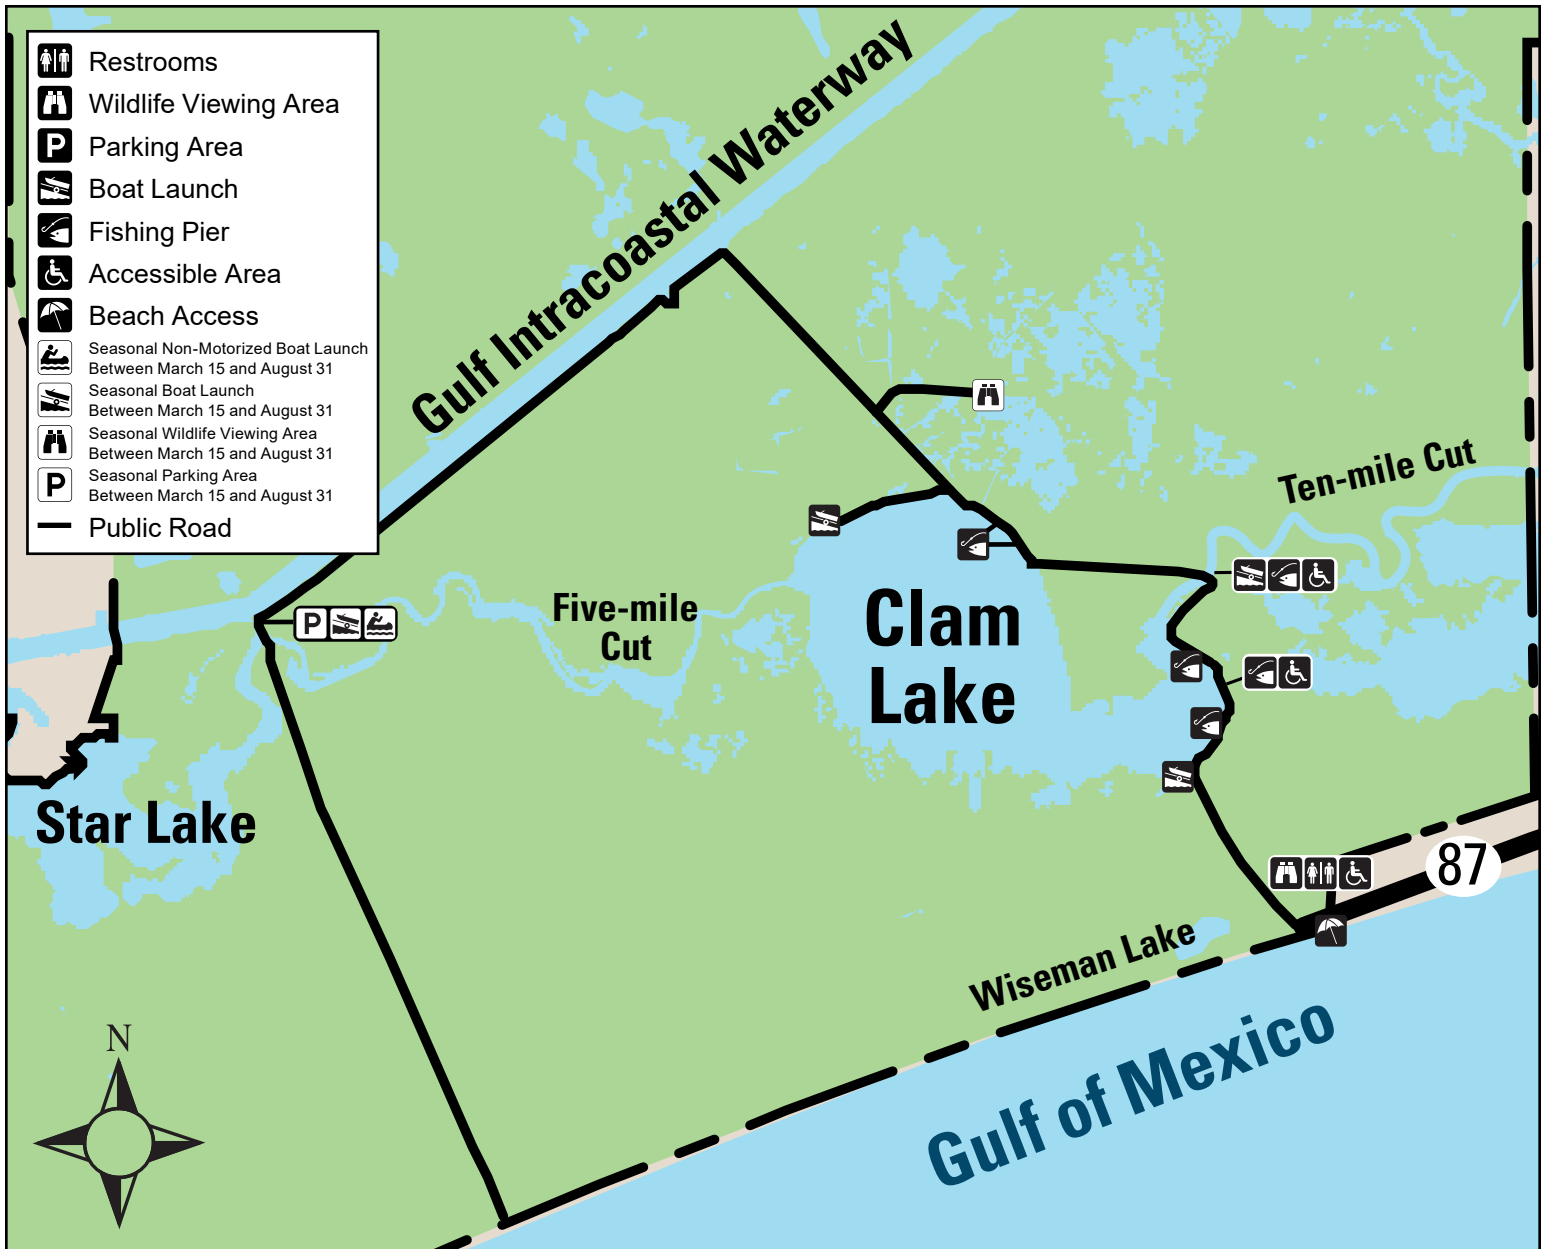 Restrooms
Wildlife Viewing Area
P Parking Area
Boat Launch
Fishing Pier
Accessible Area
Beach Access
Seasonal Non-Motorized Boat Launch
Between March 15 and August 31
Seasonal Boat Launch
Between March 15 and August 31
Seasonal Wildlife Viewing Area
Between March 15 and August 31
P Seasonal Parking Area
Between March 15 and August 31
Public Road
Gulf Intracoastal Waterway
Ten-mile Cut
P
Five-mile
Cut
Clam
Lake
Star Lake
87
Wiseman Lake
Gulf of Mexico
N